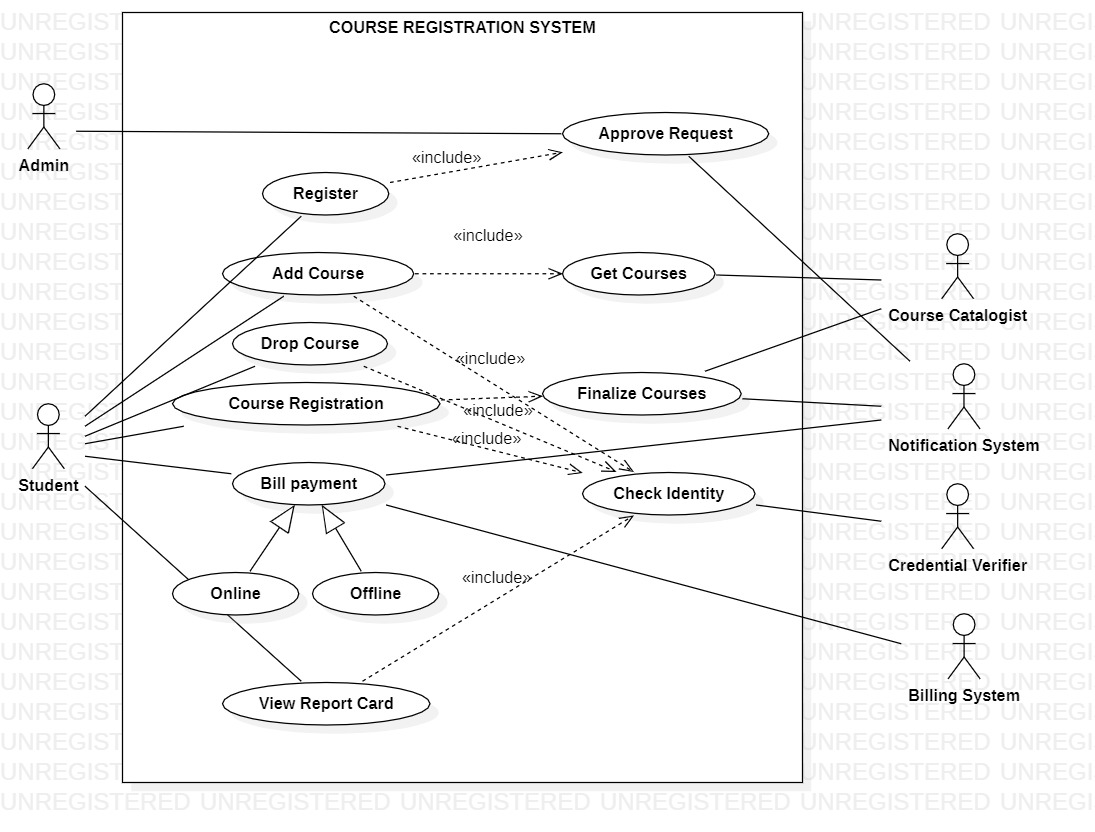 COURSE REGISTRATION SYSTEM
Approve Request
«include»
Admin
Register
«include»
Add Course
Get Courses
Course Catalogist
Drop Course
«include»
Finalize Courses
Course Registration
«include»
«include»
Notification System
Student
Bill payment
Check Identity
Credential Verifier
«include»
Online
Offline
Billing System
View Report Card
UNREGISTERED UNREGISTERED UNREGISTERED UNREGISTERED UNREGISTERED UNREGI